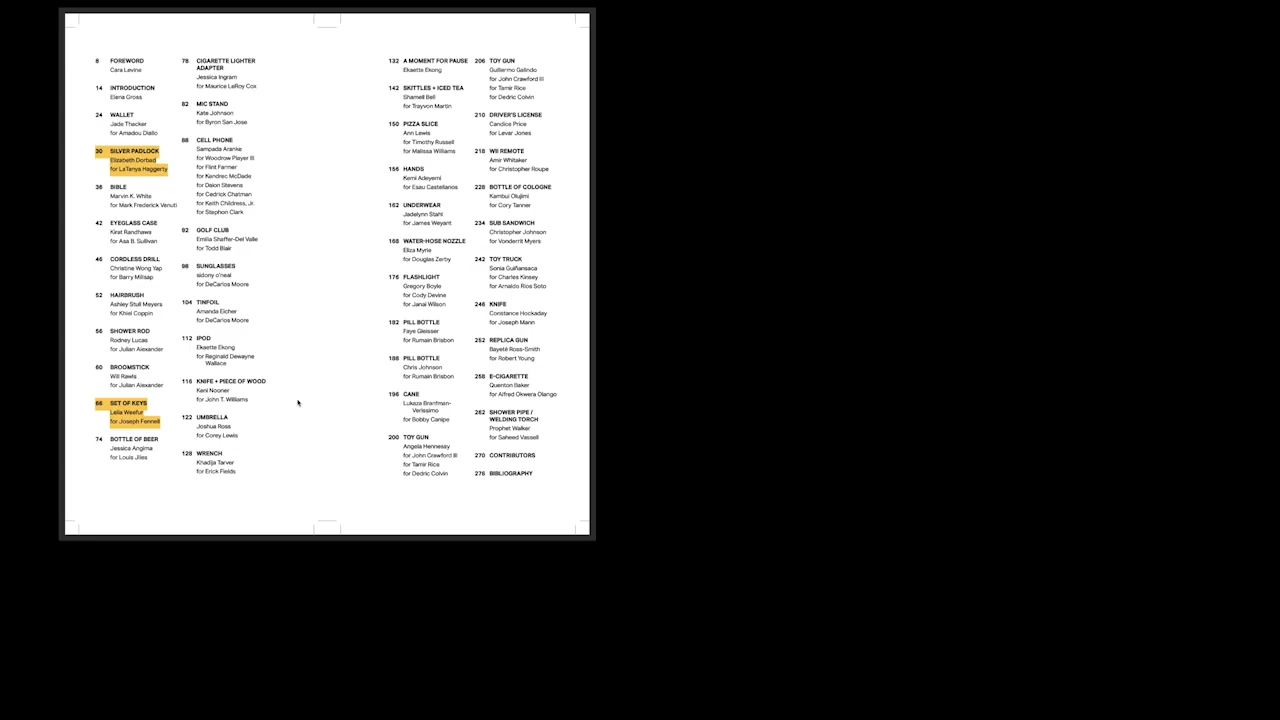 8 FOREWORD
Cara Levine
14 INTRODUCTION
Elena Gross
24 WALLET
Jade Thacker
for Amadou Diallo
30 SILVER PADLOCK
Elizabeth Dorbad
for LaTanya Haggerty
36 BIBLE
Marvin K. White
for Mark Frederick Venuti
42 EYEGLASS CASE
Kirat Randhawa
for Asa B. Sullivan
46 CORDLESS DRILL
Christine Wong Yap
for Barry Millsap
52 HAIRBRUSH
Ashley Stull Meyers
for Khiel Coppin
56 SHOWER ROD
Rodney Lucas
for Julian Alexander
60 BROOMSTICK
Will Rawls
for Julian Alexander
66 SET OF KEYS
Leila Weefur
for Joseph Fennell
74 BOTTLE OF BEER
Jessica Angima
for Louis Jiles
78 CIGARETTE LIGHTER
ADAPTER
Jessica Ingram
for Maurice LeRoy Cox
82 MIC STAND
Kate Johnson
for Byron San Jose
88 CELL PHONE
Sampada Aranke
for Woodrow Player III
for Flint Farmer
for Kendrec McDade
for Daion Stevens
for Cedrick Chatman
for Keith Childress, Jr.
for Stephon Clark
92 GOLF CLUB
Emilia Shaffer-Del Valle
for Todd Blair
98 SUNGLASSES
sidony o'neal
for DeCarlos Moore
104 TINFOIL
Amanda Eicher
for DeCarlos Moore
112 IPOD
Ekaette Ekong
for Reginald Dewayne
Wallace
116 KNIFE + PIECE OF WOOD
Keni Nooner
for John T. Williams
122 UMBRELLA
Joshua Ross
for Corey Lewis
128 WRENCH
Khadija Tarver
for Erick Fields
132 A MOMENT FOR PAUSE
Ekaette Ekong
142 SKITTLES + ICED TEA
Shamell Bell
for Trayvon Martin
150 PIZZA SLICE
Ann Lewis
for Timothy Russell
for Malissa Williams
156 HANDS
Kemi Adeyemi
for Esau Castellanos
162 UNDERWEAR
Jadelynn Stahl
for James Weyant
168 WATER-HOSE NOZZLE
Eliza Myrie
for Douglas Zerby
176 FLASHLIGHT
Gregory Boyle
for Cody Devine
for Janai Wilson
182 PILL BOTTLE
Faye Gleisser
for Rumain Brisbon
188 PILL BOTTLE
Chris Johnson
for Rumain Brisbon
196 CANE
Lukaza Branfman-
Verissimo
for Bobby Canipe
200 TOY GUN
Angela Hennessy
for John Crawford III
for Tamir Rice
for Dedric Colvin
206 TOY GUN
Guillermo Galindo
for John Crawford III
for Tamir Rice
for Dedric Colvin
210 DRIVER'S LICENSE
Candice Price
for Levar Jones
218 WII REMOTE
Amir Whitaker
for Christopher Roupe
228 BOTTLE OF COLOGNE
Kambui Olujimi
for Cory Tanner
234 SUB SANDWICH
Christopher Johnson
for Vonderrit Myers
242 TOY TRUCK
Sonia Guiñansaca
for Charles Kinsey
for Arnaldo Rios Soto
246 KNIFE
Constance Hockaday
for Joseph Mann
252 REPLICA GUN
Bayeté Ross-Smith
for Robert Young
258 E-CIGARETTE
Quenton Baker
for Alfred Okwera Olango
262 SHOWER PIPE /
WELDING TORCH
Prophet Walker
for Saheed Vassell
270 CONTRIBUTORS
276 BIBLIOGRAPHY